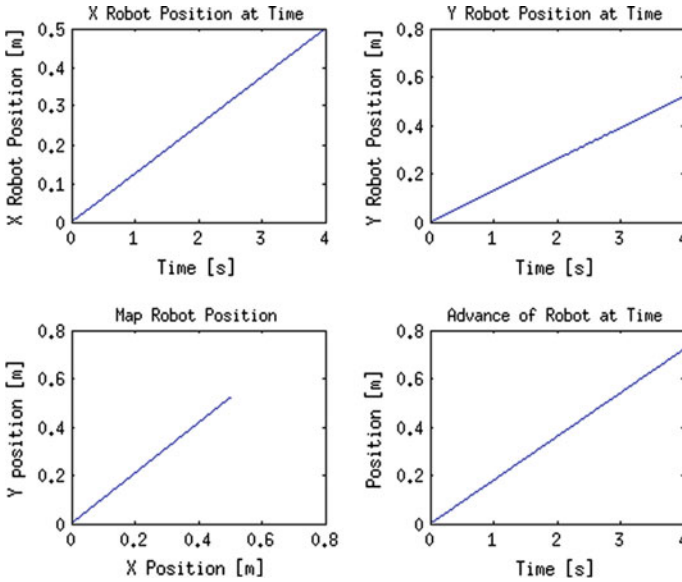 X Robot Position at Time
X Robot Position [m]
0.5
0.4
0.3
0.2
0.1
0
0 1 2 3 4
Time [s]
Y Robot Position at Time
Y Robot Position [m]
0.8
0.6
0.4
0.2
0
0 1 2 3 4
Time [s]
Map Robot Position
Y position [m]
0.8
0.6
0.4
0.2
0
0 0.2 0.4 0.6 0.8
X Position [m]
Advance of Robot at Time
Position [m]
0.8
0.6
0.4
0.2
0
0 1 2 3 4
Time [s]